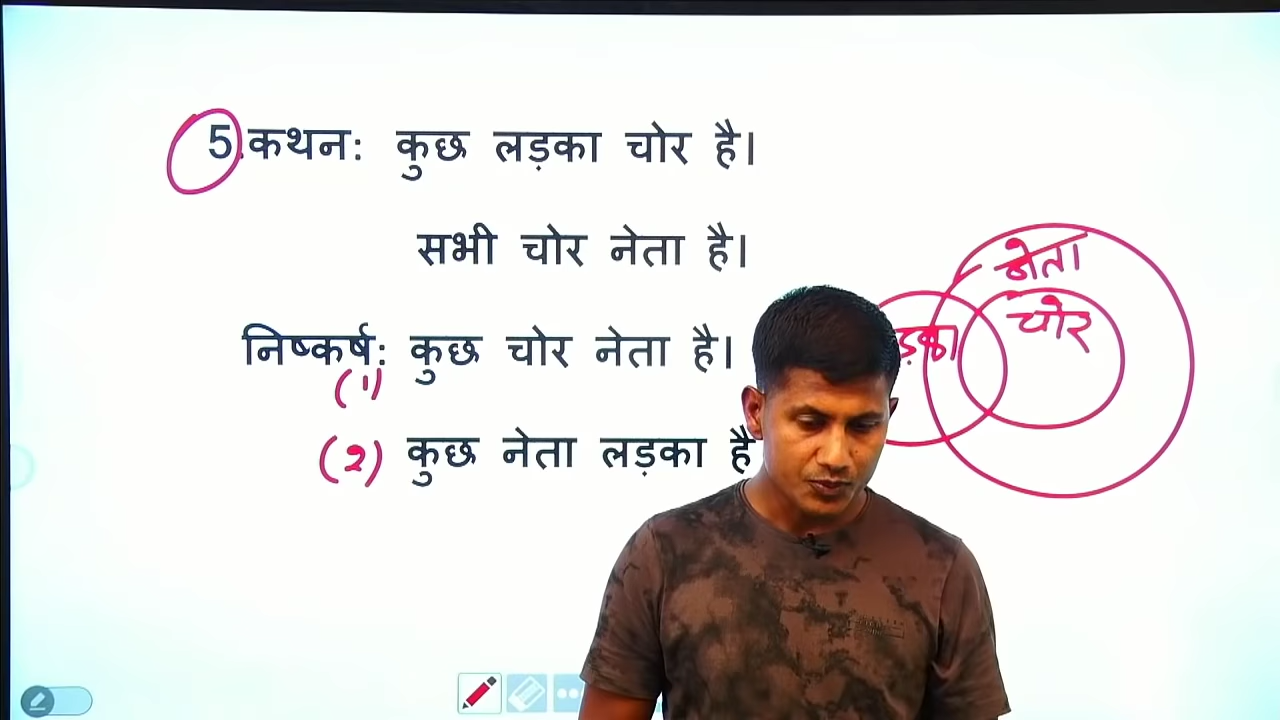 5.कथन: कुछ लड़का चोर है।
सभी चोर नेता है।
निष्कर्ष: कुछ चोर नेता है।
(1)
(2) कुछ नेता लड़का है
नेता
चोर
ड़का